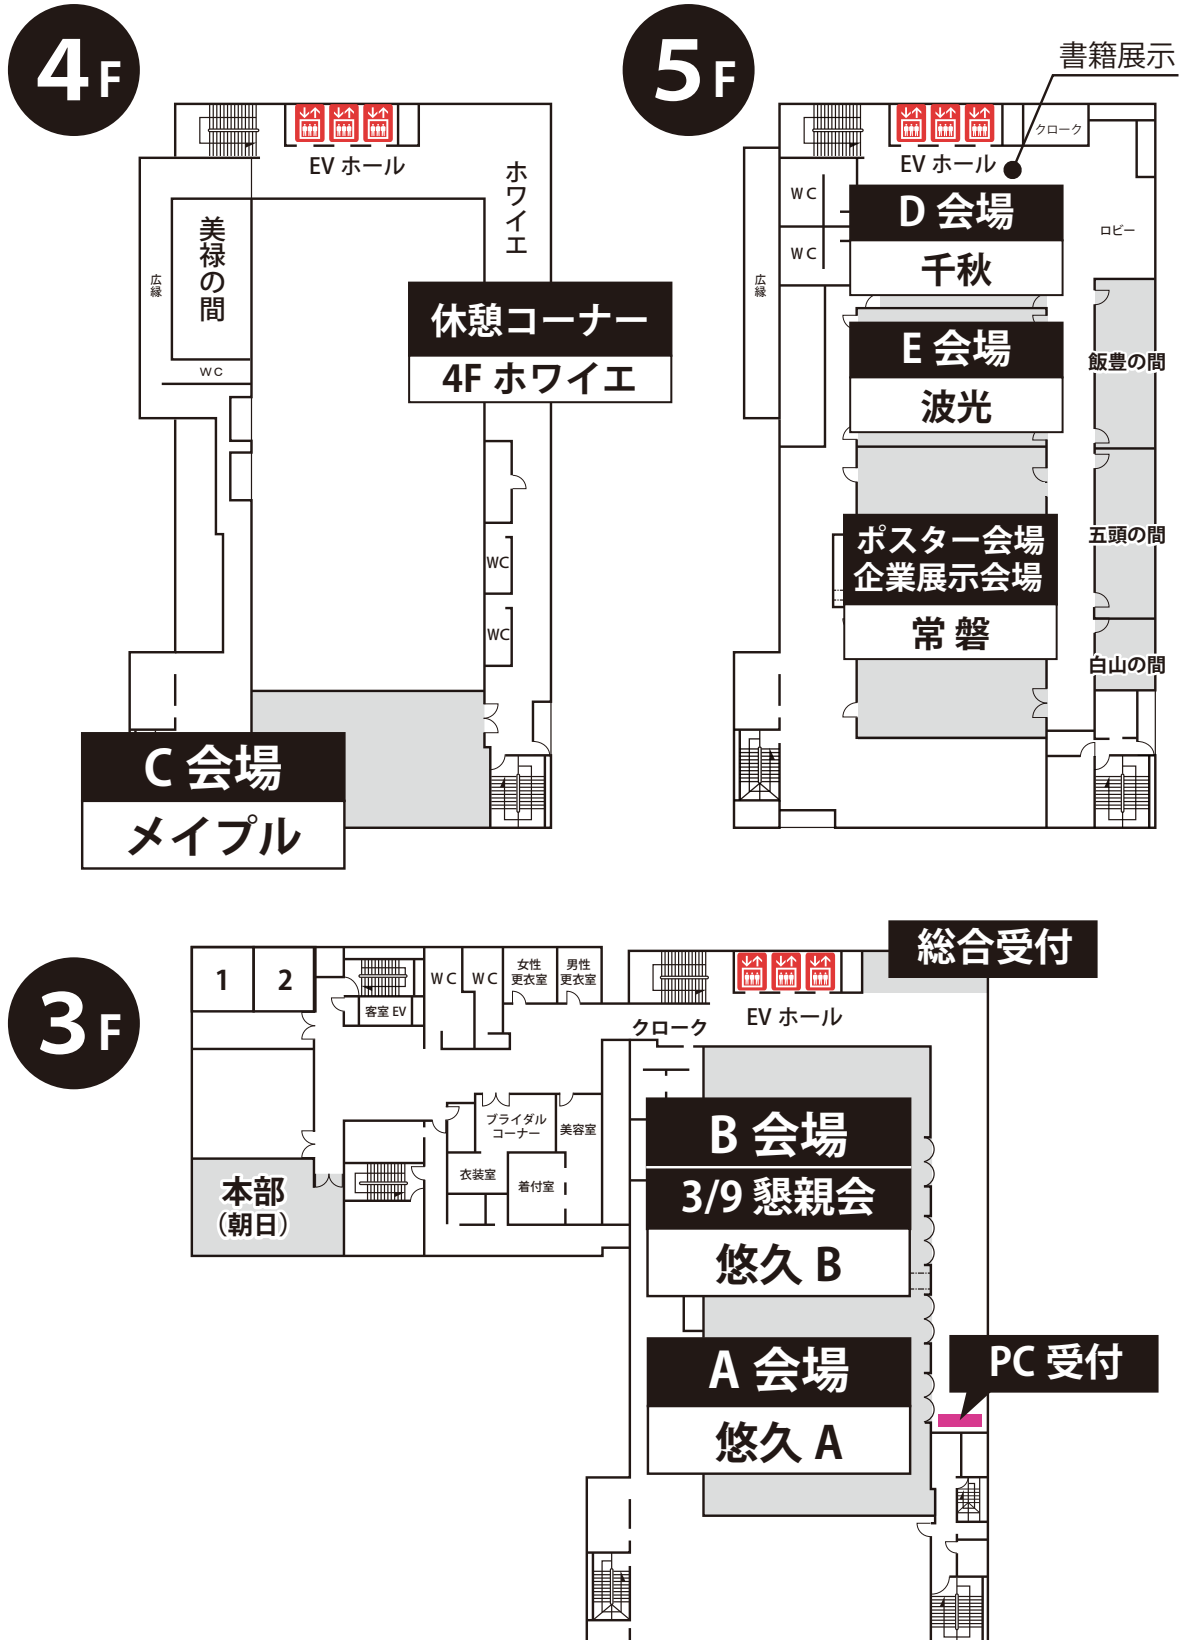 4F
EV ホール
ホワイエ
美禄の間
広縁
WC
休憩コーナー
4F ホワイエ
WC
WC
C 会場
メイプル
5F
書籍展示
クローク
EV ホール
WC
WC
広縁
ロビー
D 会場
千秋
E 会場
波光
飯豊の間
五頭の間
白山の間
ポスター会場
企業展示会場
常 磐
3F
1
2
客室 EV
WC
WC
女性
更衣室
男性
更衣室
クローク
EV ホール
総合受付
ブライダル
コーナー
美容室
衣装室
着付室
本部
（朝日）
B 会場
3/9 懇親会
悠久 B
A 会場
悠久 A
PC 受付